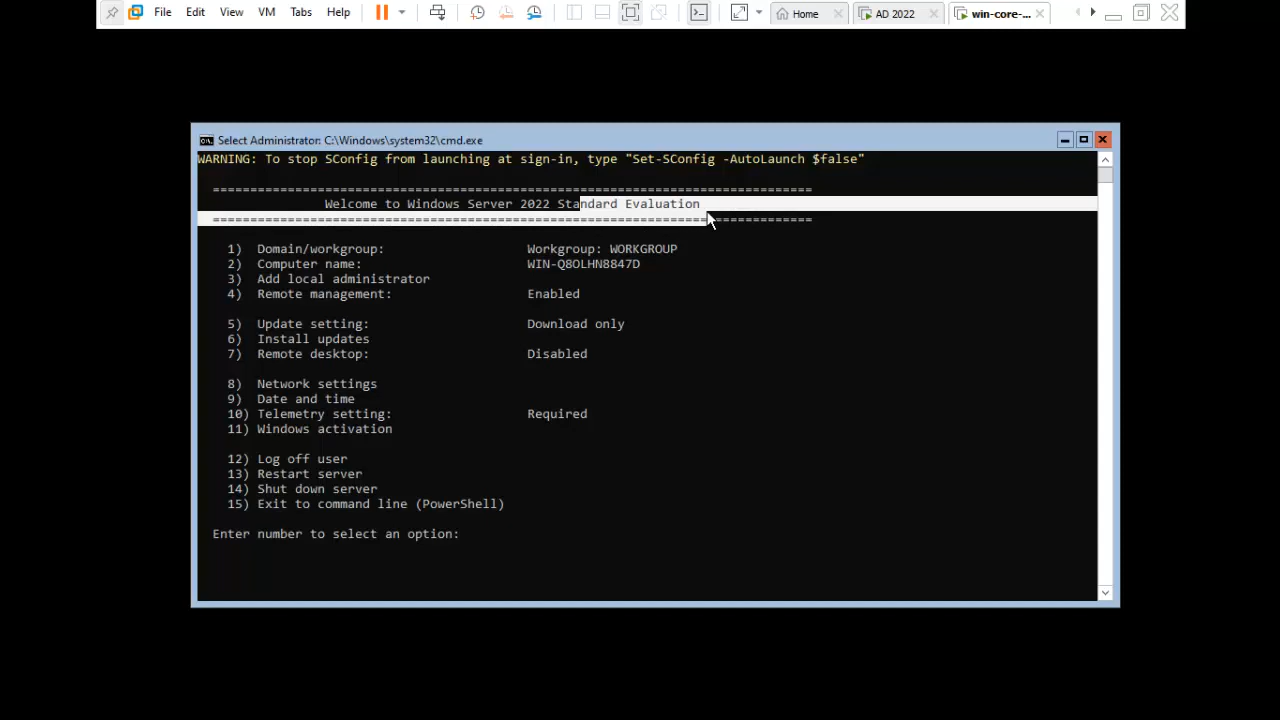 File Edit View VM Tabs Help Home AD 2022 win-core-...
Select Administrator: C:\Windows\system32\cmd.exe
WARNING: To stop SConfig from launching at sign-in, type "Set-SConfig -AutoLaunch $false"
================================================================================
Welcome to Windows Server 2022 Standard Evaluation
================================================================================
1) Domain/workgroup: Workgroup: WORKGROUP
2) Computer name: WIN-Q8OLHN8847D
3) Add local administrator
4) Remote management: Enabled
5) Update setting: Download only
6) Install updates
7) Remote desktop: Disabled
8) Network settings
9) Date and time
10) Telemetry setting: Required
11) Windows activation
12) Log off user
13) Restart server
14) Shut down server
15) Exit to command line (PowerShell)
Enter number to select an option: